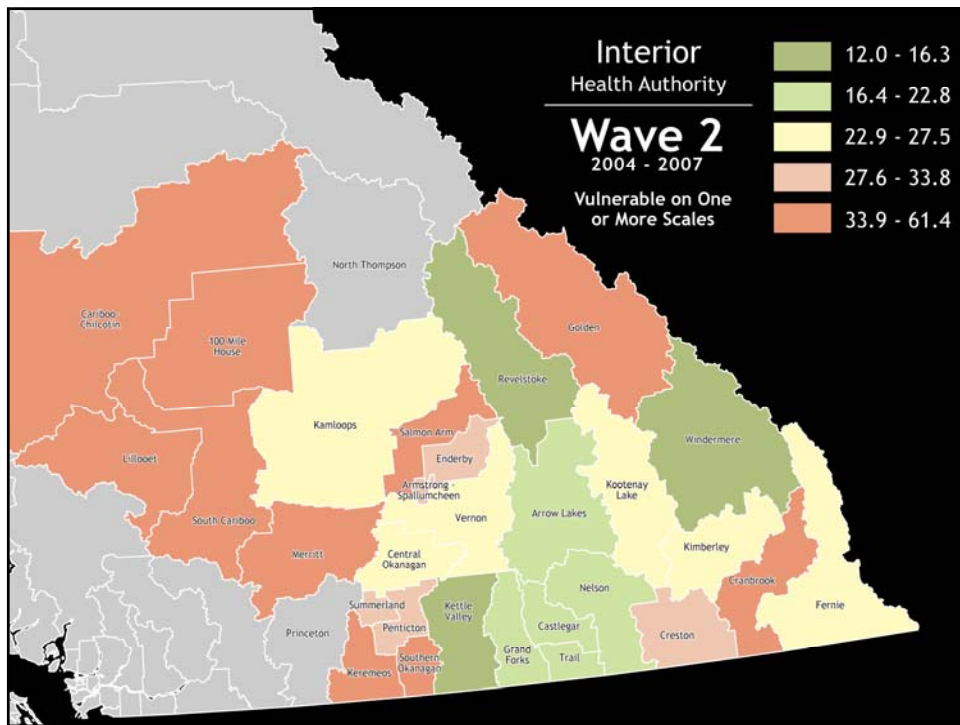 Interior
Health Authority
Wave 2
2004 - 2007
Vulnerable on One
or More Scales
12.0 - 16.3
16.4 - 22.8
22.9 - 27.5
27.6 - 33.8
33.9 - 61.4
North Thompson
Cariboo -
Chilcotin
100 Mile
House
Golden
Revelstoke
Kamloops
Salmon Arm
Windermere
Lillooet
Enderby
Armstrong -
Spallumcheen
Kootenay
Lake
South Cariboo
Vernon
Arrow Lakes
Merritt
Central
Okanagan
Kimberley
Cranbrook
Nelson
Summerland
Kettle
Valley
Fernie
Princeton
Penticton
Castlegar
Creston
Grand
Forks
Trail
Keremeos
Southern
Okanagan